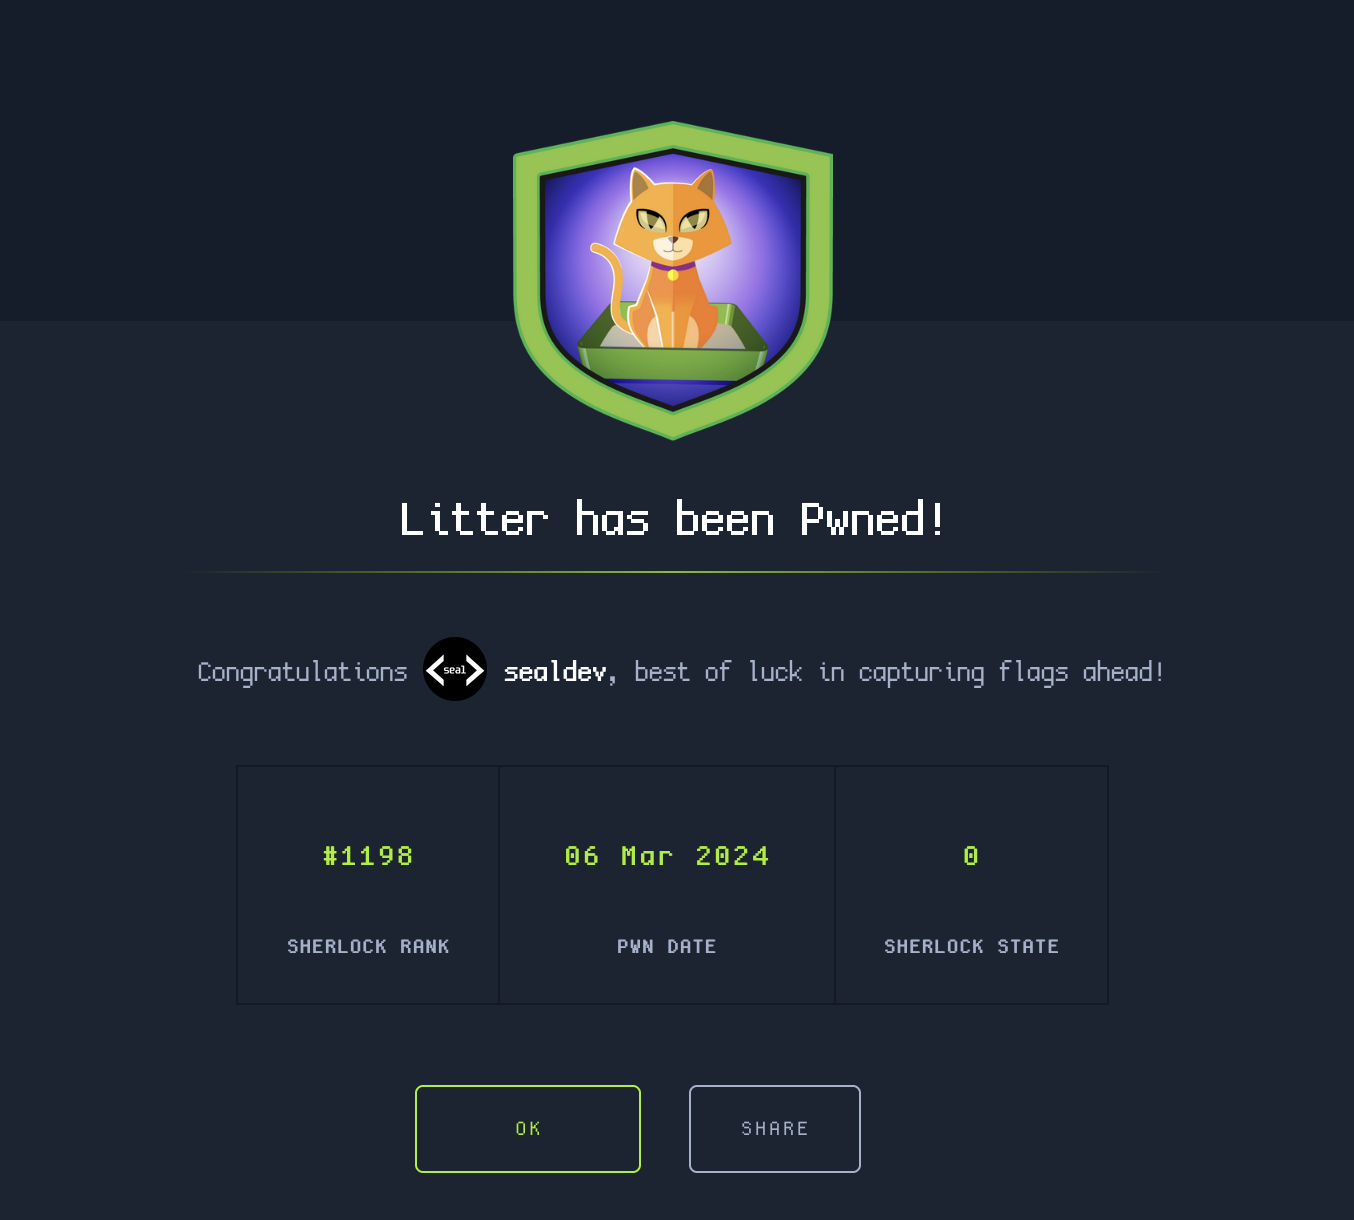 Litter has been Pwned!
Congratulations seal sealdev, best of luck in capturing flags ahead!
#1198 06 Mar 2024 0
SHERLOCK RANK PWN DATE SHERLOCK STATE
OK SHARE